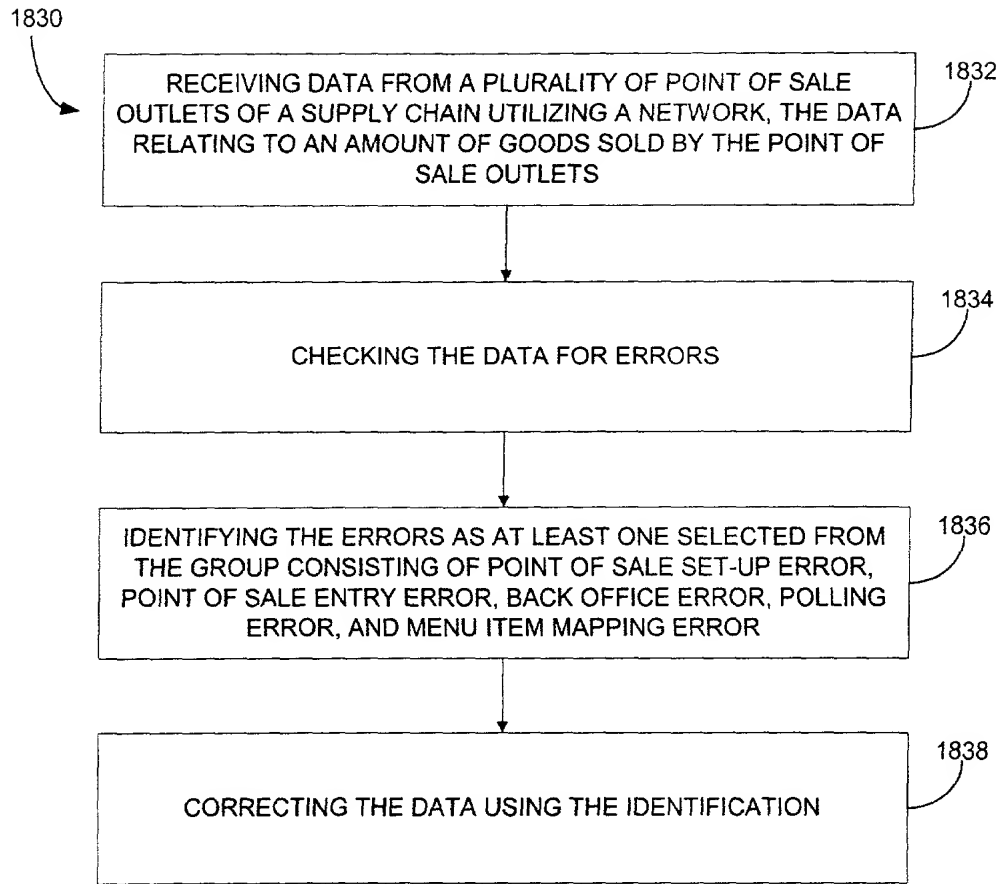 1830
RECEIVING DATA FROM A PLURALITY OF POINT OF SALE
OUTLETS OF A SUPPLY CHAIN UTILIZING A NETWORK, THE DATA
RELATING TO AN AMOUNT OF GOODS SOLD BY THE POINT OF
SALE OUTLETS
1832
CHECKING THE DATA FOR ERRORS
1834
IDENTIFYING THE ERRORS AS AT LEAST ONE SELECTED FROM
THE GROUP CONSISTING OF POINT OF SALE SET-UP ERROR,
POINT OF SALE ENTRY ERROR, BACK OFFICE ERROR, POLLING
ERROR, AND MENU ITEM MAPPING ERROR
1836
CORRECTING THE DATA USING THE IDENTIFICATION
1838